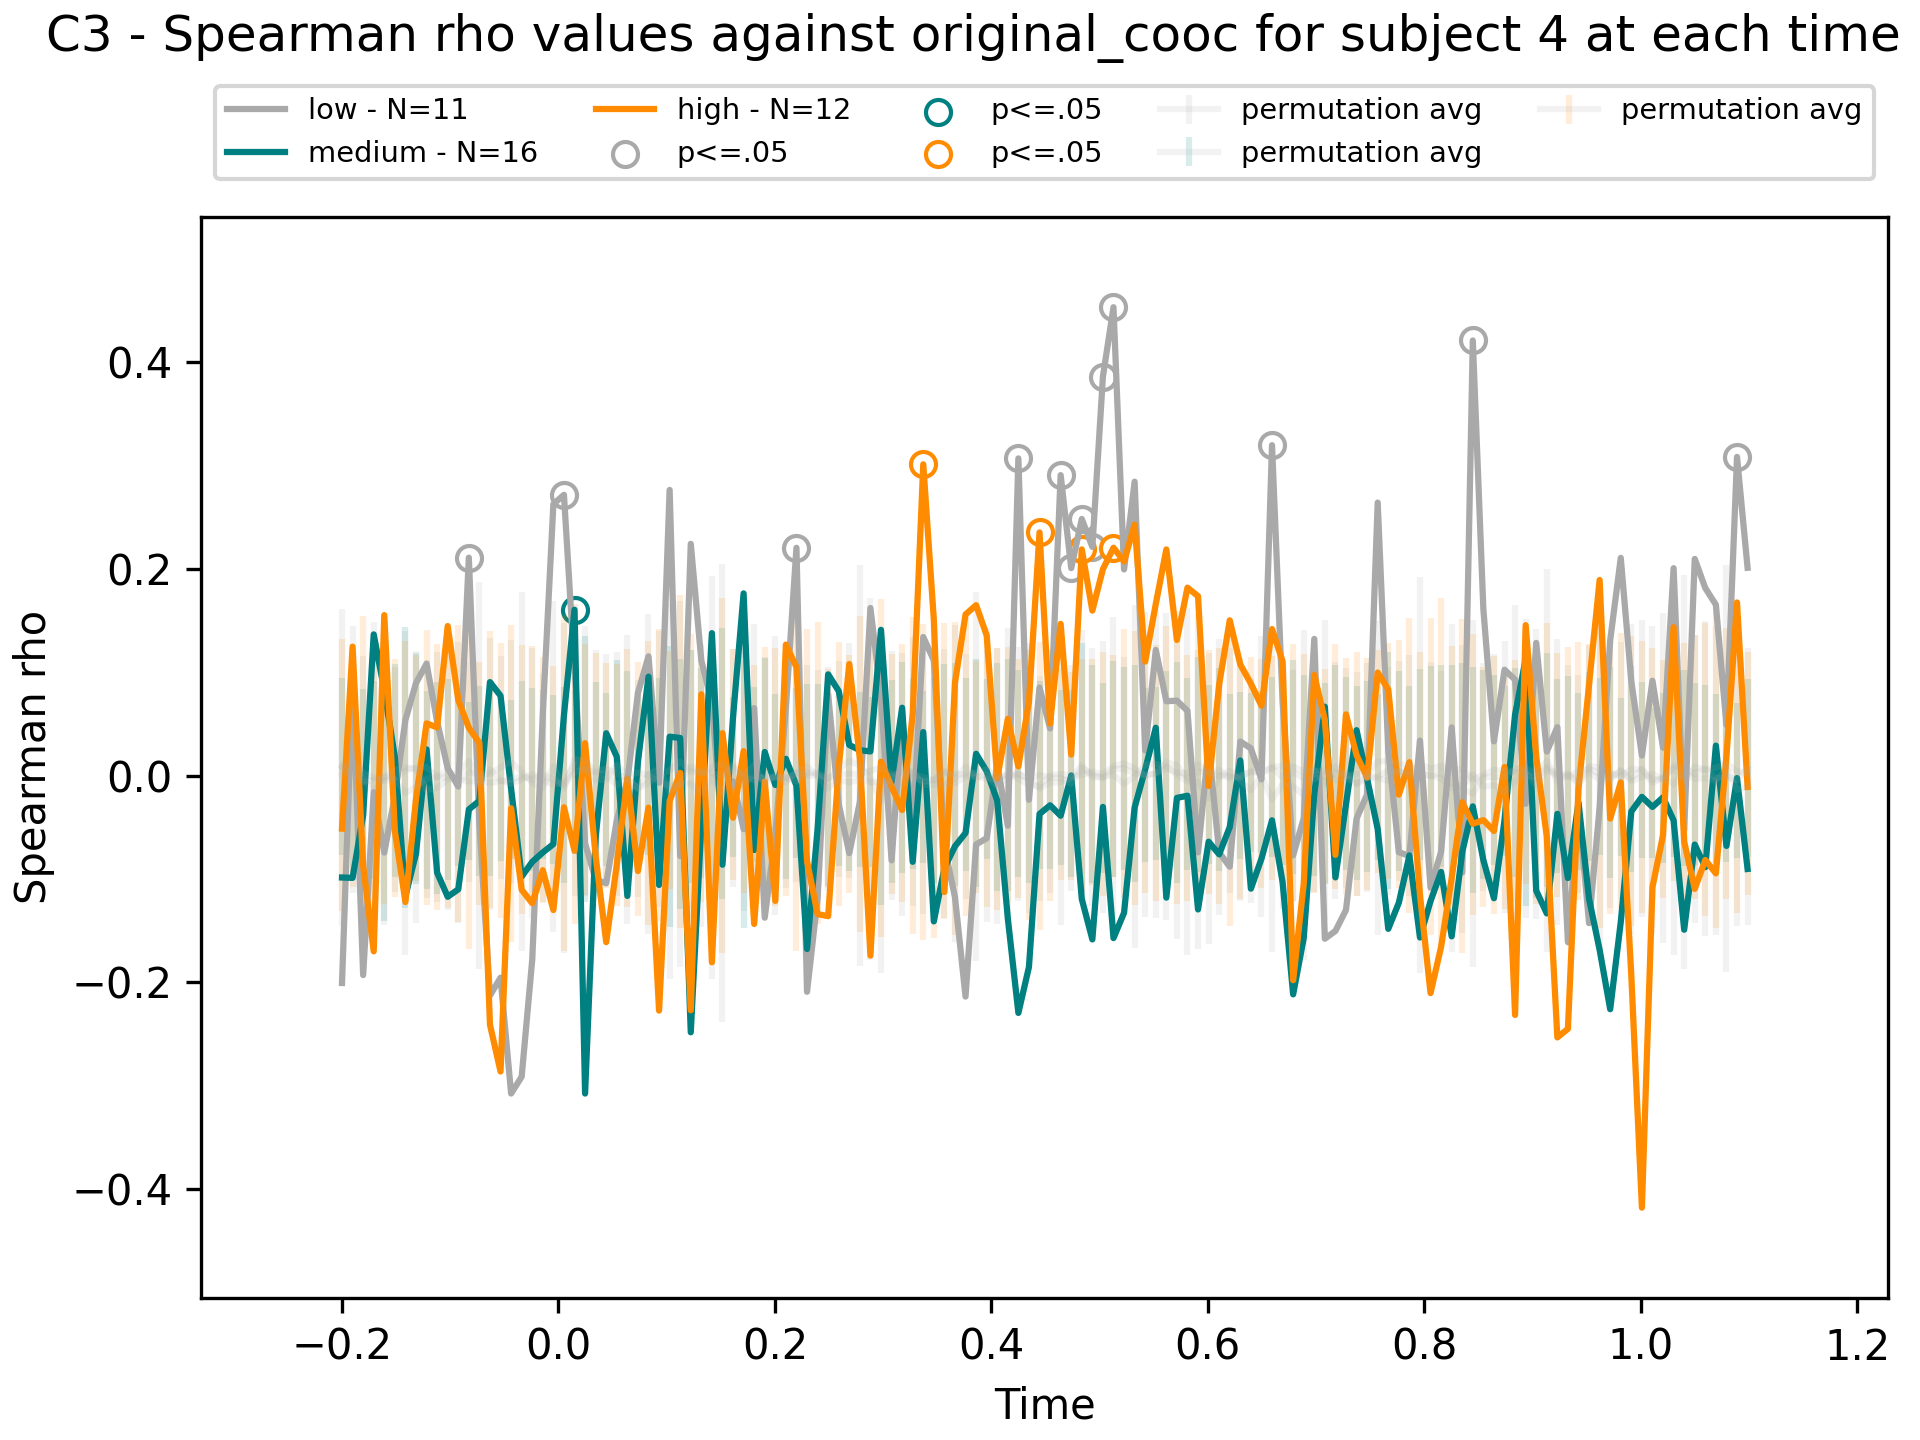 C3 - Spearman rho values against original_cooc for subject 4 at each time
low - N=11
medium - N=16
high - N=12
p<=.05
p<=.05
p<=.05
permutation avg
permutation avg
permutation avg
Spearman rho
0.4
0.2
0.0
−0.2
−0.4
−0.2
0.0
0.2
0.4
0.6
0.8
1.0
1.2
Time